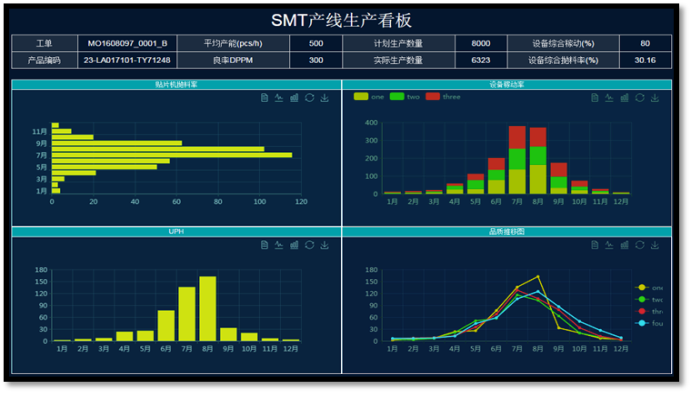 SMT产线生产看板
工单 MO1608097_0001_B 平均产能(pcs/h) 500 计划生产数量 8000 设备综合稼动(%) 80
产品编码 23-LA017101-TY71248 良率DPPM 300 实际生产数量 6323 设备综合抛料率(%) 30.16
贴片机抛料率
11月
9月
7月
5月
3月
1月
0 20 40 60 80 100 120
设备稼动率
one two three
400
300
200
100
0
1月 2月 3月 4月 5月 6月 7月 8月 9月 10月 11月 12月
UPH
180
150
120
90
60
30
0
1月 2月 3月 4月 5月 6月 7月 8月 9月 10月 11月 12月
品质推移图
180
150
120
90
60
30
0
1月 2月 3月 4月 5月 6月 7月 8月 9月 10月 11月 12月
one
two
thre
fou